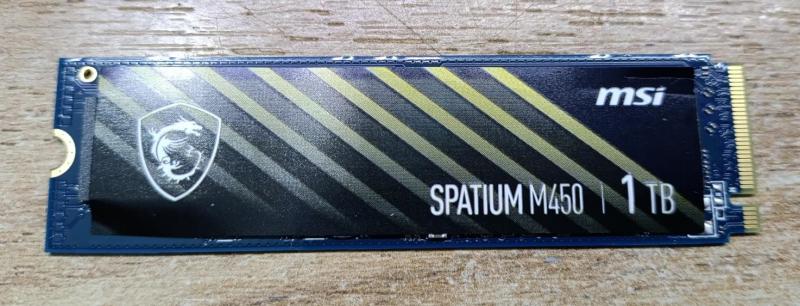 msi
SPATIUM M450 | 1 TB